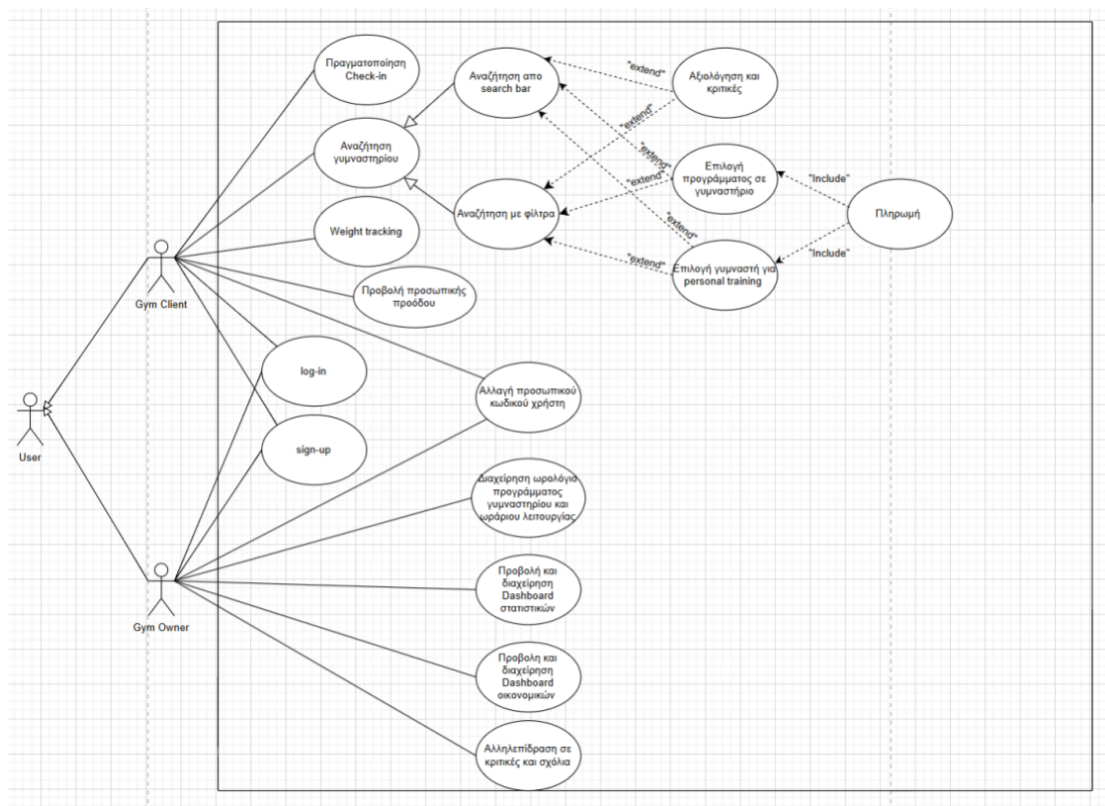 Πραγματοποίηση
Check-in
Αναζήτηση απο
search bar
"extend"
Αξιολόγηση και
κριτικές
"extend"
Αναζήτηση
γυμναστηρίου
"extend"
Επιλογή
προγράμματος σε
γυμναστήριο
"extend"
"Include"
Αναζήτηση με φίλτρα
Πληρωμή
Weight tracking
"extend"
"extend"
"Include"
Επιλογή γυμναστή για
personal training
Gym Client
Προβολή προσωπικής
προόδου
log-in
Αλλαγή προσωπικού
κωδικού χρήστη
User
sign-up
Διαχείρηση ωρολόγιο
προγράμματος
γυμναστηρίου και
ωράριου λειτουργίας
Προβολή και
διαχείρηση
Dashboard
στατιστικών
Gym Owner
Προβολη και
διαχείρηση
Dashboard
οικονομικών
Αλληλεπίδραση σε
κριτικές και σχόλια